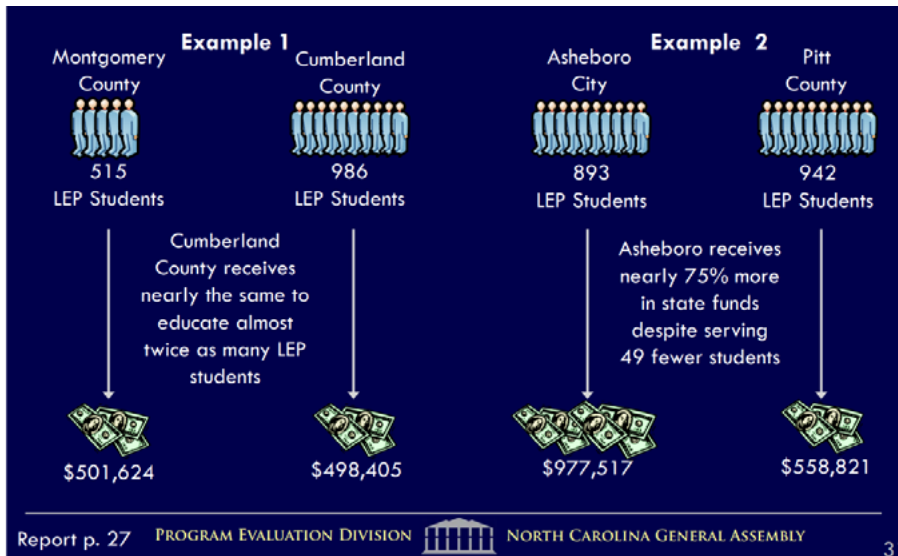 Example 1
Montgomery
County
515
LEP Students
Cumberland
County
986
LEP Students
Cumberland
County receives
nearly the same to
educate almost
twice as many LEP
students
$501,624
$498,405
Example 2
Asheboro
City
893
LEP Students
Pitt
County
942
LEP Students
Asheboro receives
nearly 75% more
in state funds
despite serving
49 fewer students
$977,517
$558,821
Report p. 27
PROGRAM EVALUATION DIVISION
NORTH CAROLINA GENERAL ASSEMBLY
3